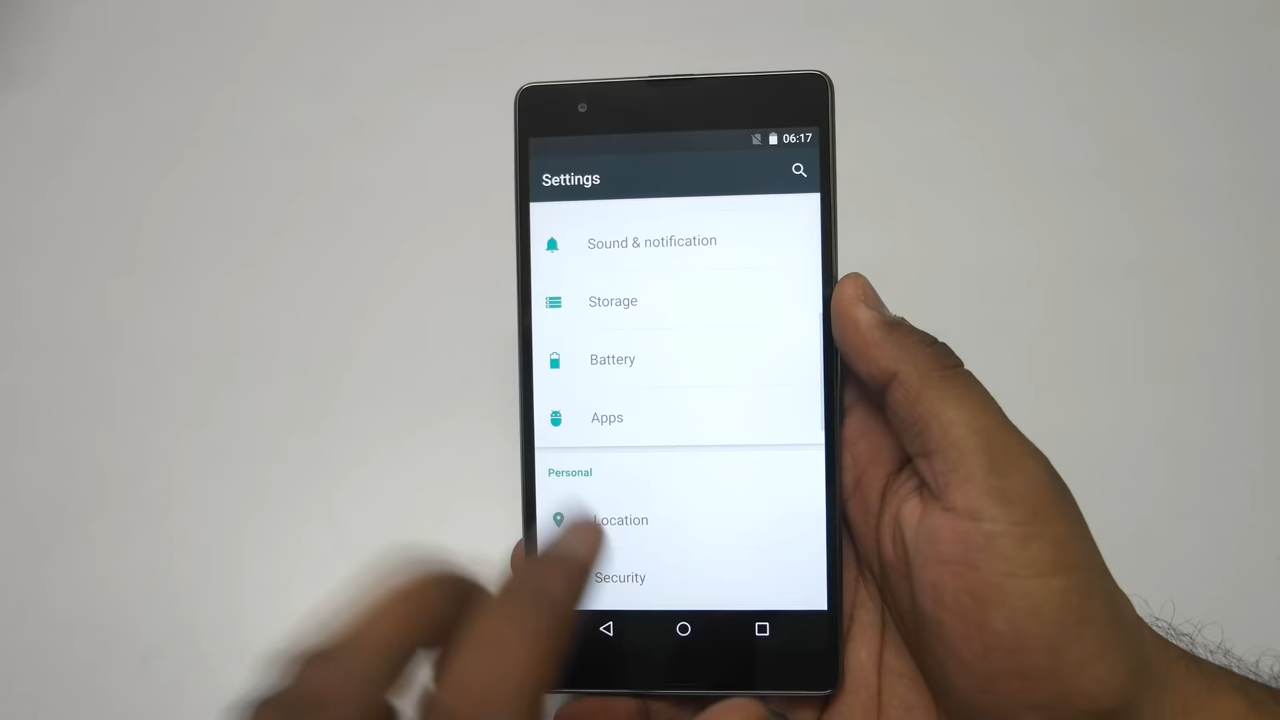 06:17
Settings
Sound & notification
Storage
Battery
Apps
Personal
Location
Security